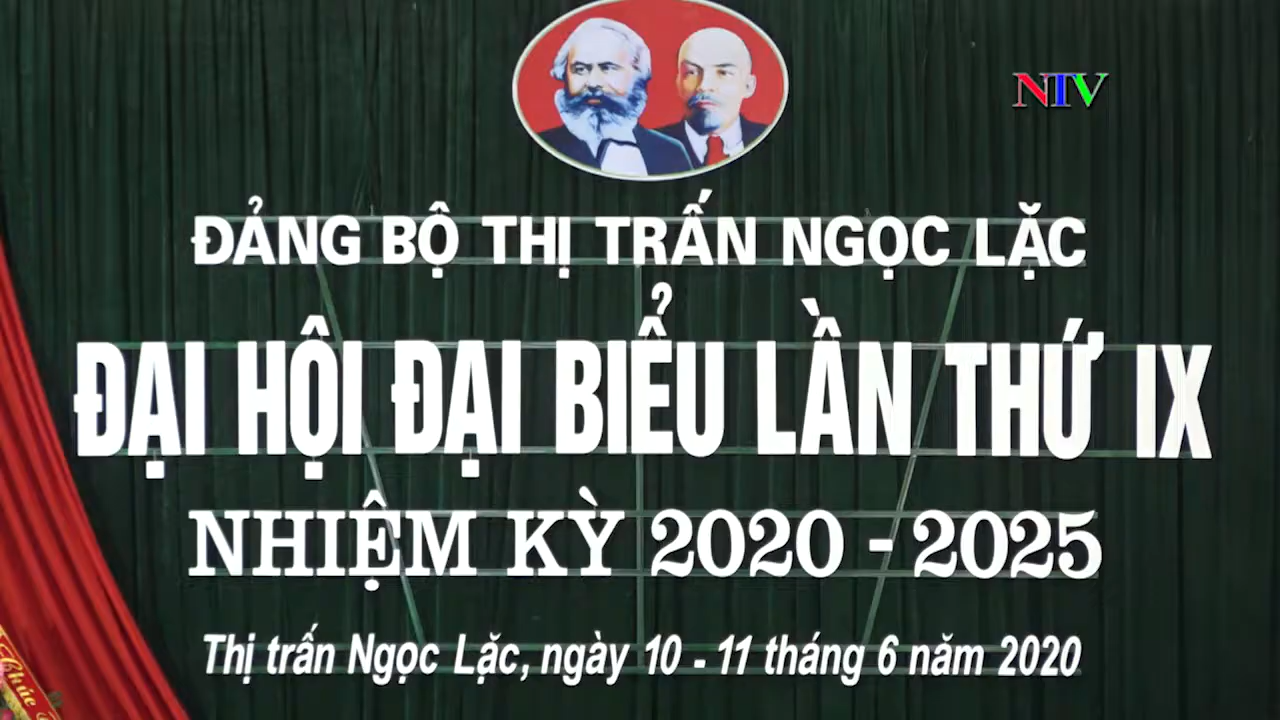 NTV
ĐẢNG BỘ THỊ TRẤN NGỌC LẶC
ĐẠI HỘI ĐẠI BIỂU LẦN THỨ IX
NHIỆM KỲ 2020 - 2025
Thị trấn Ngọc Lặc, ngày 10 - 11 tháng 6 năm 2020
Chúc